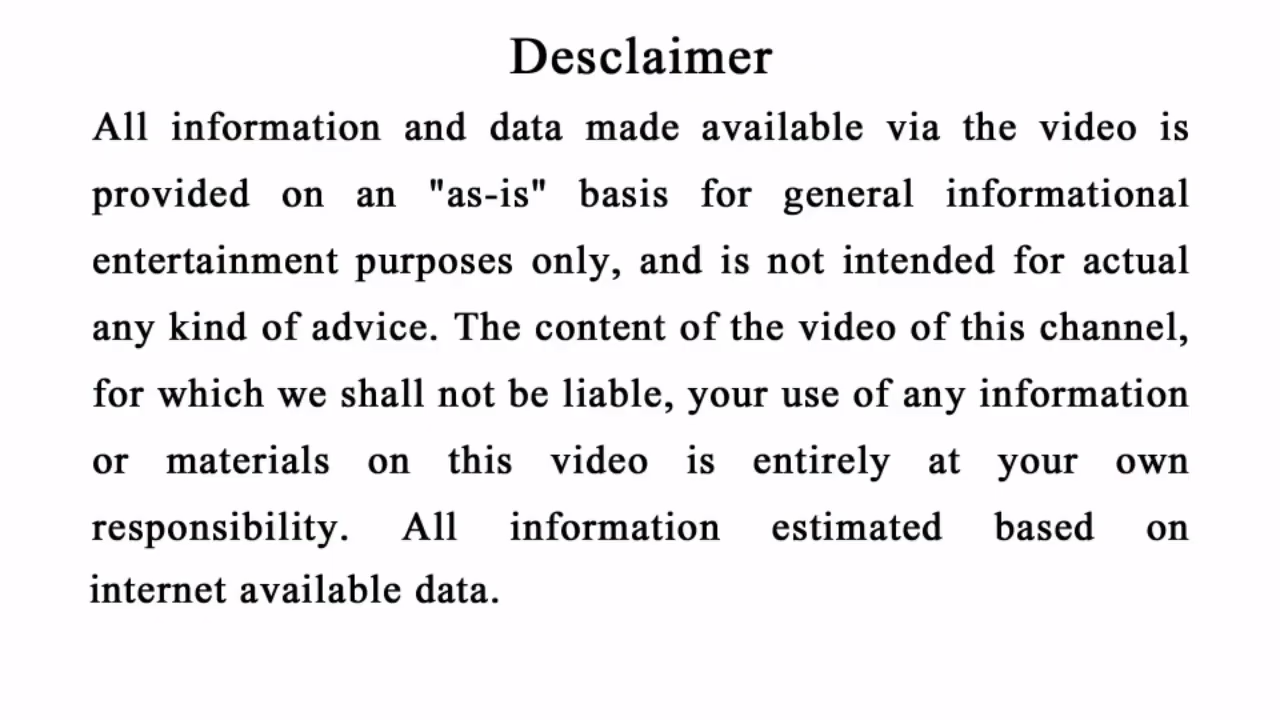 Desclaimer
All information and data made available via the video is
provided on an "as-is" basis for general informational
entertainment purposes only, and is not intended for actual
any kind of advice. The content of the video of this channel,
for which we shall not be liable, your use of any information
or materials on this video is entirely at your own
responsibility. All information estimated based on
internet available data.